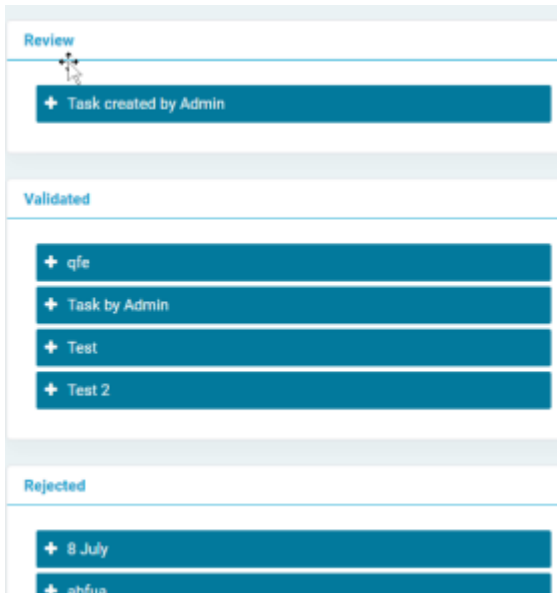 Review
Task created by Admin
Validated
qfe
Task by Admin
Test
Test 2
Rejected
8 July